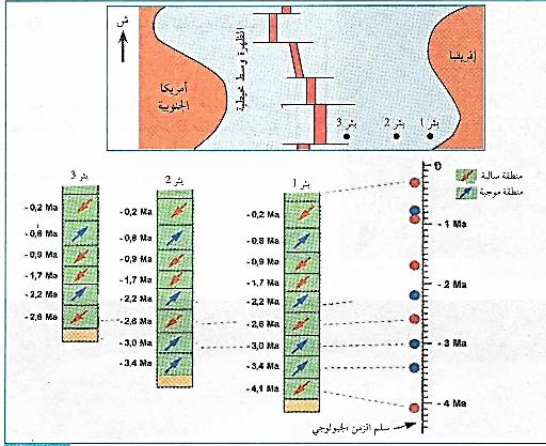 ش
الظهرة وسط محيطية
أمريكا
الجنوبية
إفريقيا
بئر 3
بئر 2
بئر 1
بئر 3
- 0,2 Ma
- 0,8 Ma
- 0,9 Ma
- 1,7 Ma
- 2,2 Ma
- 2,6 Ma
بئر 2
- 0,2 Ma
- 0,8 Ma
- 0,9 Ma
- 1,7 Ma
- 2,2 Ma
- 2,6 Ma
- 3,0 Ma
- 3,4 Ma
بئر 1
- 0,2 Ma
- 0,8 Ma
- 0,9 Ma
- 1,7 Ma
- 2,2 Ma
- 2,6 Ma
- 3,0 Ma
- 3,4 Ma
- 4,1 Ma
0
- 1 Ma
- 2 Ma
- 3 Ma
- 4 Ma
سلم الزمن الجيولوجي
منطقة سالبة
منطقة موجبة